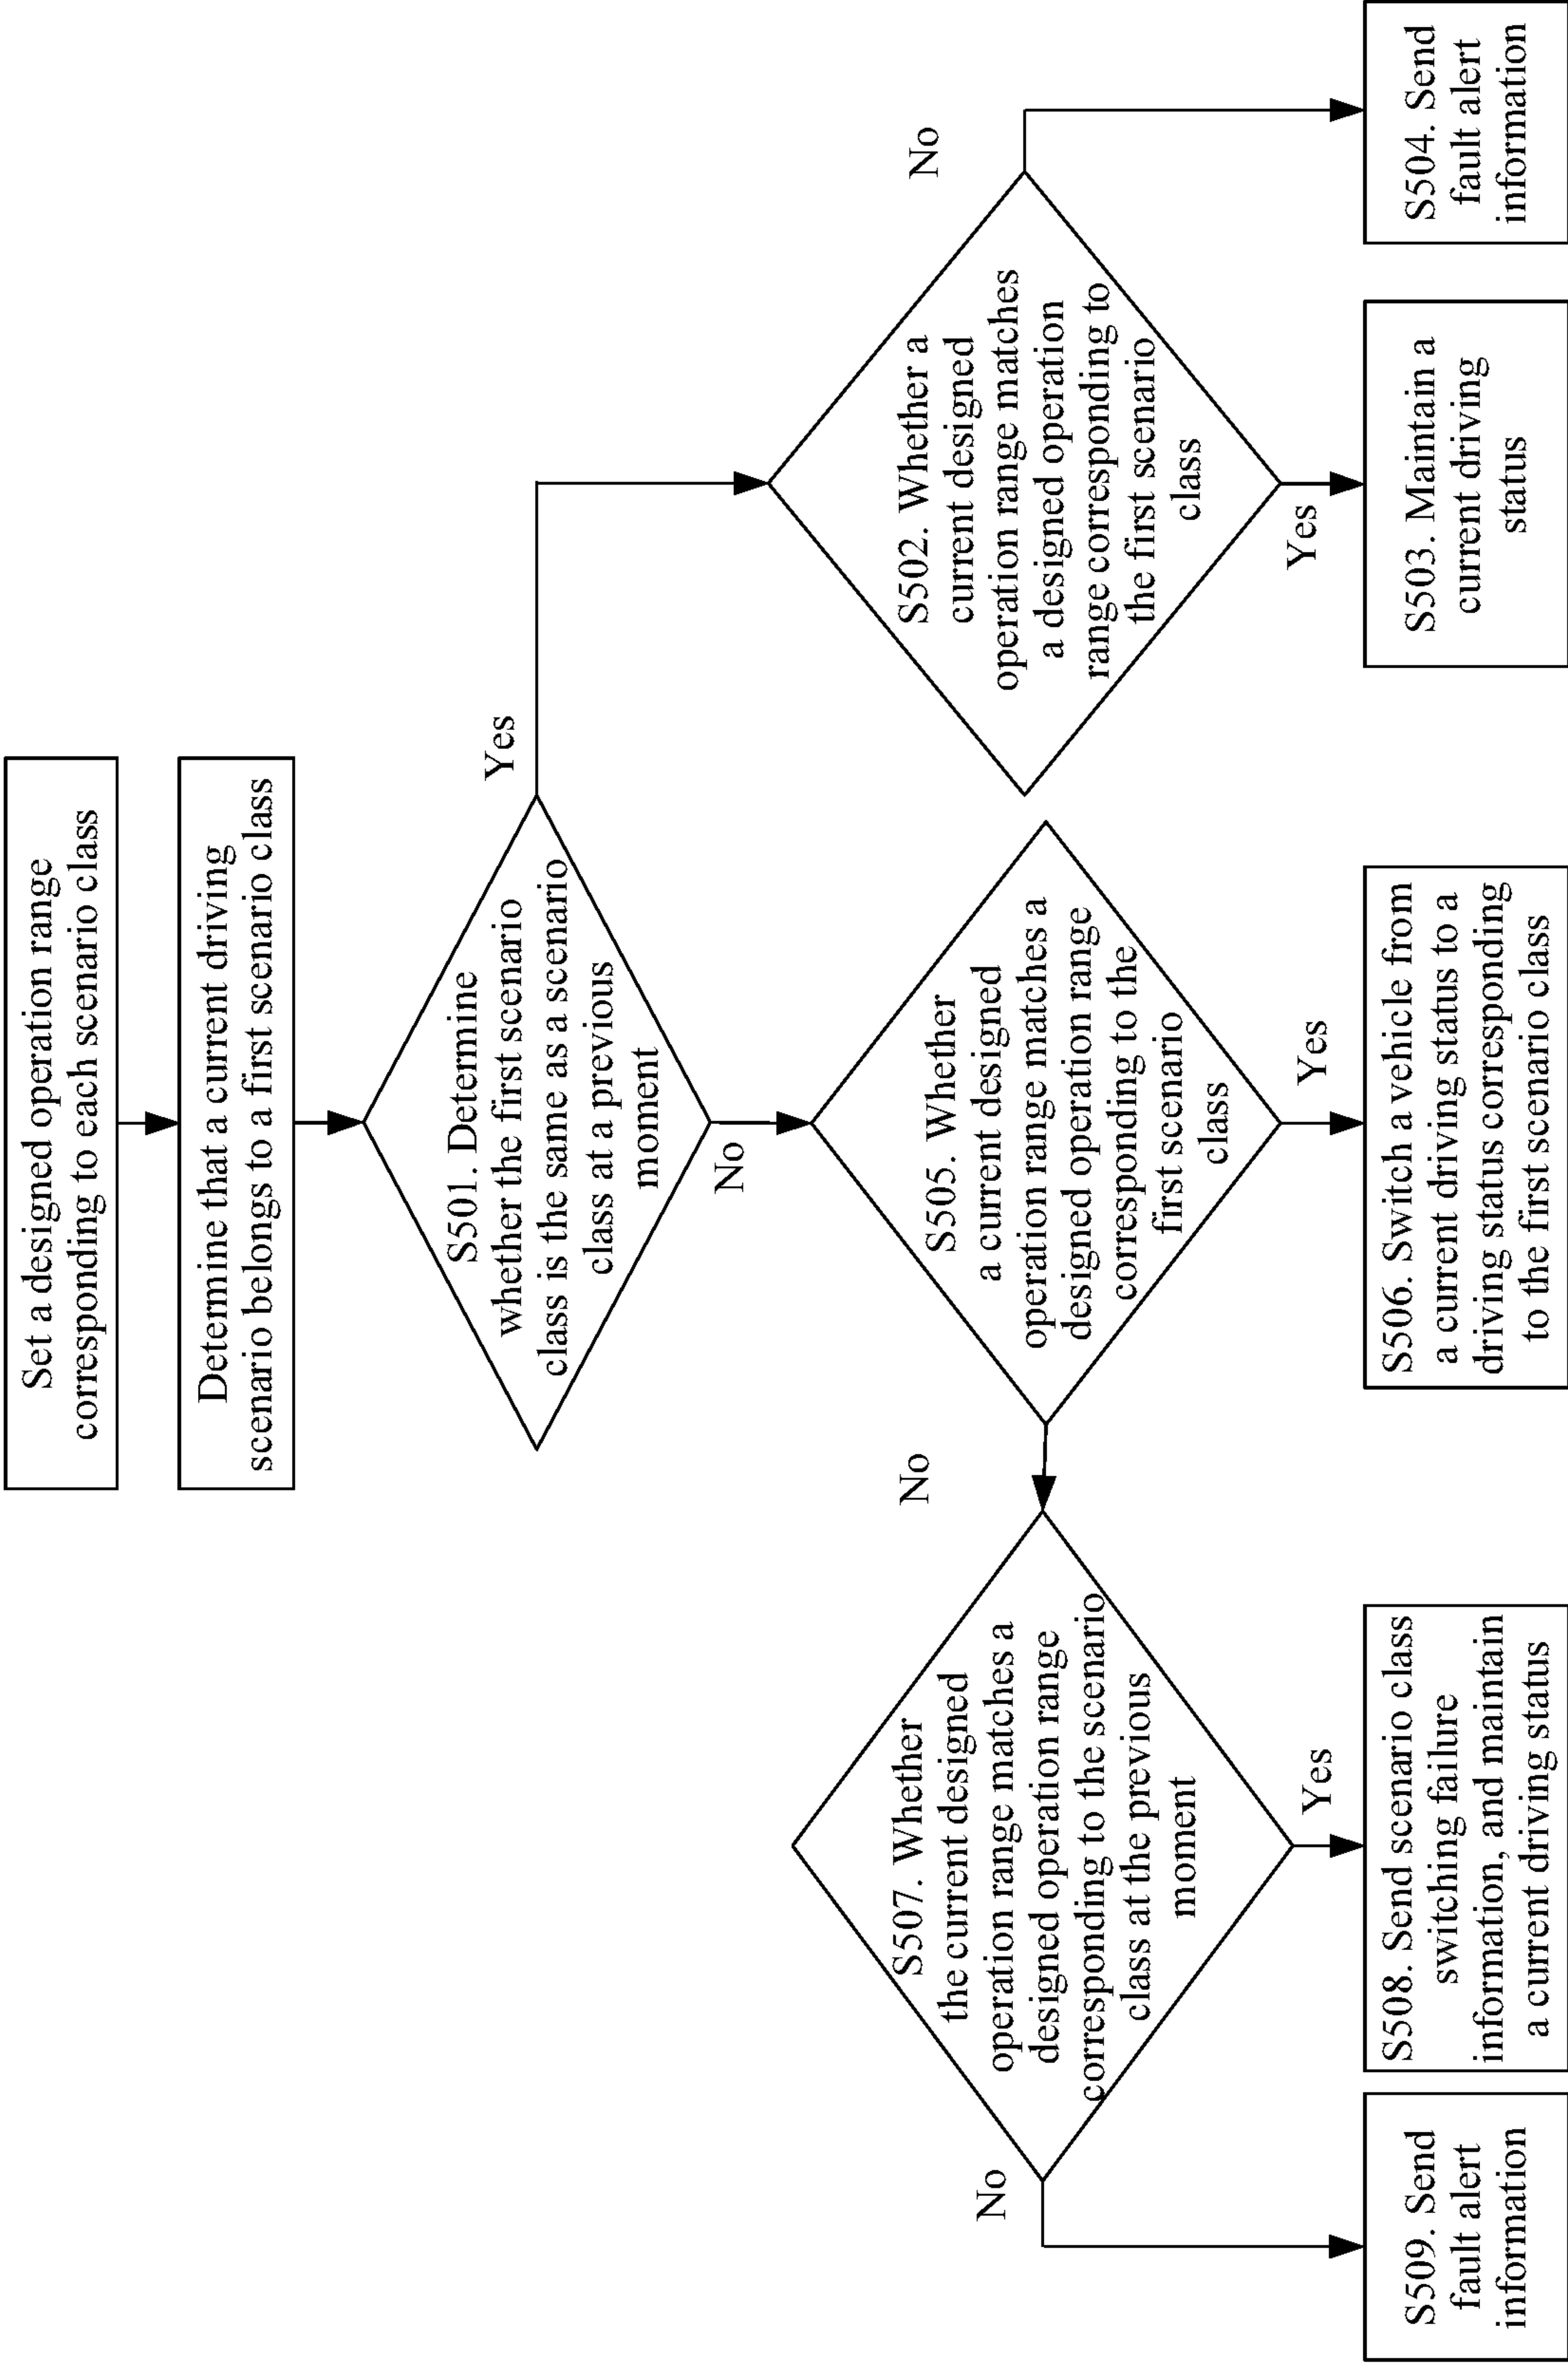 Set a designed operation range
corresponding to each scenario class
Determine that a current driving
scenario belongs to a first scenario class
S501. Determine
whether the first scenario
class is the same as a scenario
class at a previous
moment
Yes
No
S502. Whether a
current designed
operation range matches
a designed operation
range corresponding to
the first scenario
class
No
Yes
S505. Whether
a current designed
operation range matches a
designed operation range
corresponding to the
first scenario
class
No
Yes
S507. Whether
the current designed
operation range matches a
designed operation range
corresponding to the scenario
class at the previous
moment
No
Yes
S509. Send
fault alert
information
S508. Send scenario class
switching failure
information, and maintain
a current driving status
S506. Switch a vehicle from
a current driving status to a
driving status corresponding
to the first scenario class
S503. Maintain a
current driving
status
S504. Send
fault alert
information